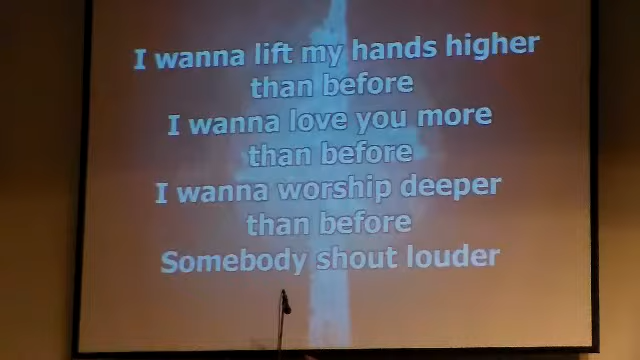 I wanna lift my hands higher
than before
I wanna love you more
than before
I wanna worship deeper
than before
Somebody shout louder